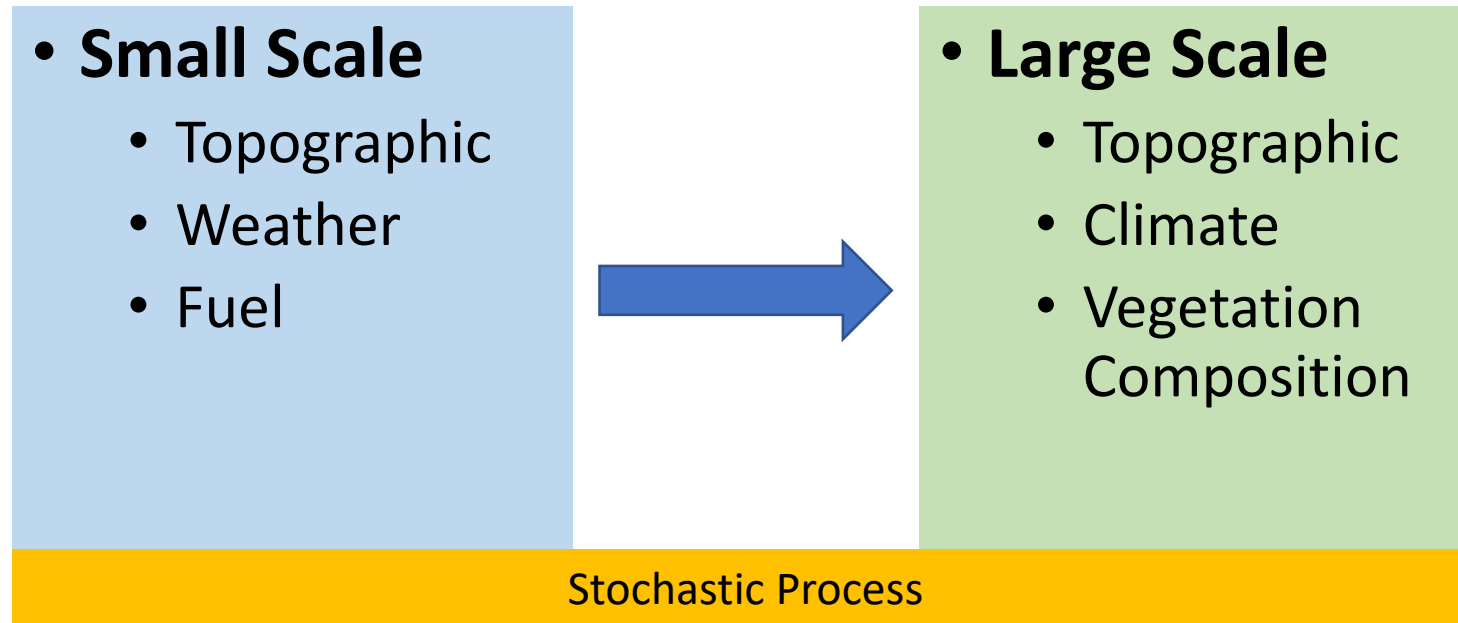 • Small Scale
• Topographic
• Weather
• Fuel
• Large Scale
• Topographic
• Climate
• Vegetation
Composition
Stochastic Process